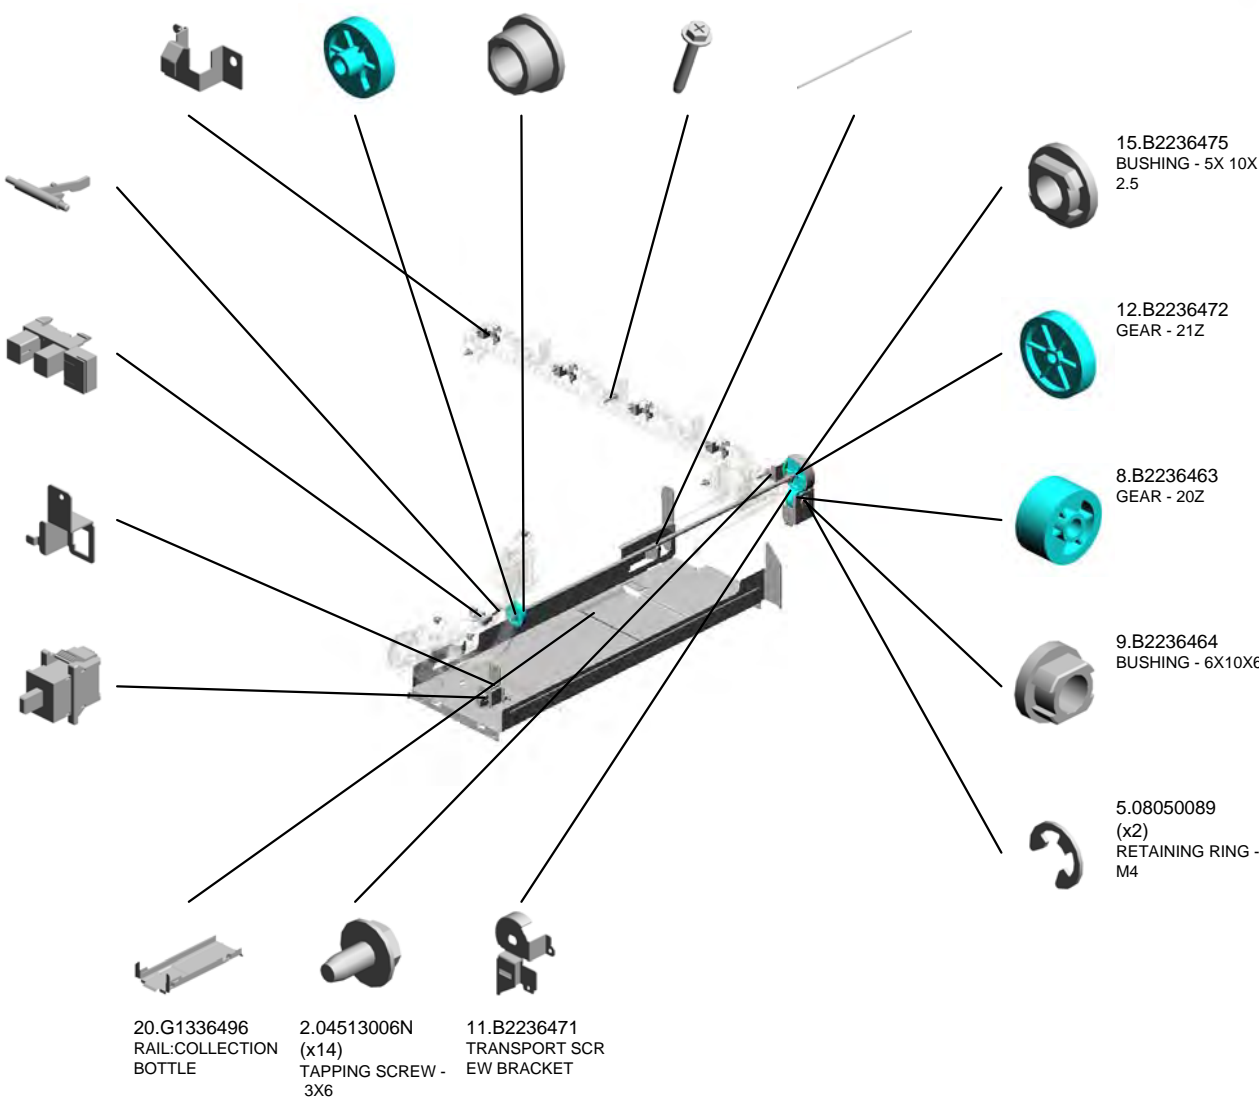 15.B2236475
BUSHING - 5X 10X
2.5
12.B2236472
GEAR - 21Z
8.B2236463
GEAR - 20Z
9.B2236464
BUSHING - 6X10X6
5.08050089
(x2)
RETAINING RING -
M4
20.G1336496
RAIL:COLLECTION
BOTTLE
2.04513006N
(x14)
TAPPING SCREW -
3X6
11.B2236471
TRANSPORT SCR
EW BRACKET